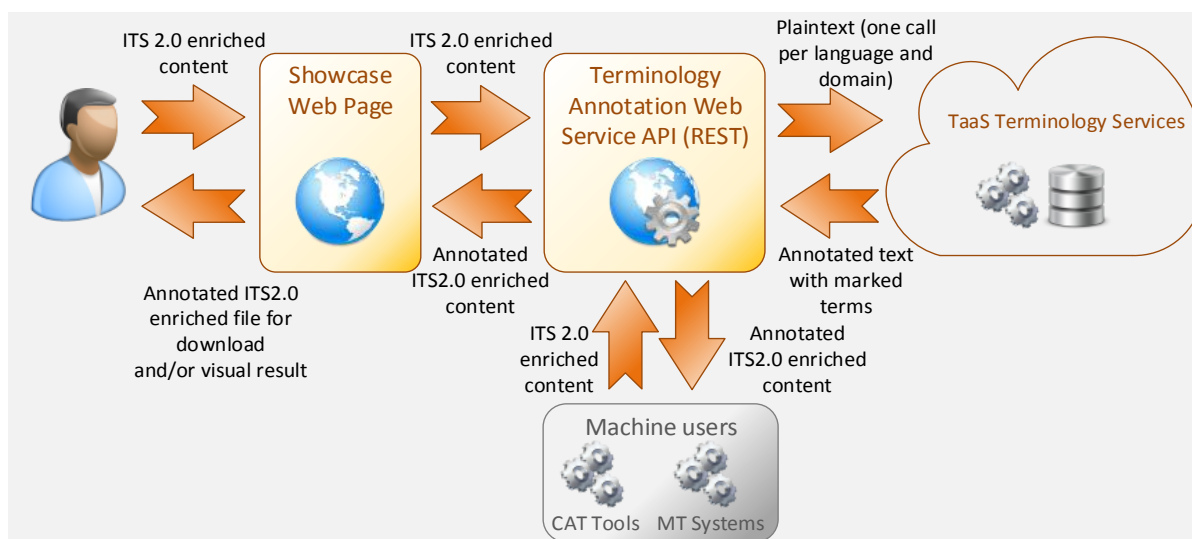 ITS 2.0 enriched
content
Showcase
Web Page
ITS 2.0 enriched
content
Terminology
Annotation Web
Service API (REST)
Plaintext (one call
per language and
domain)
TaaS Terminology Services
Annotated ITS2.0
enriched file for
download
and/or visual result
Annotated
ITS2.0 enriched
content
Annotated text
with marked
terms
ITS 2.0
enriched
content
Annotated
ITS2.0 enriched
content
Machine users
CAT Tools
MT Systems